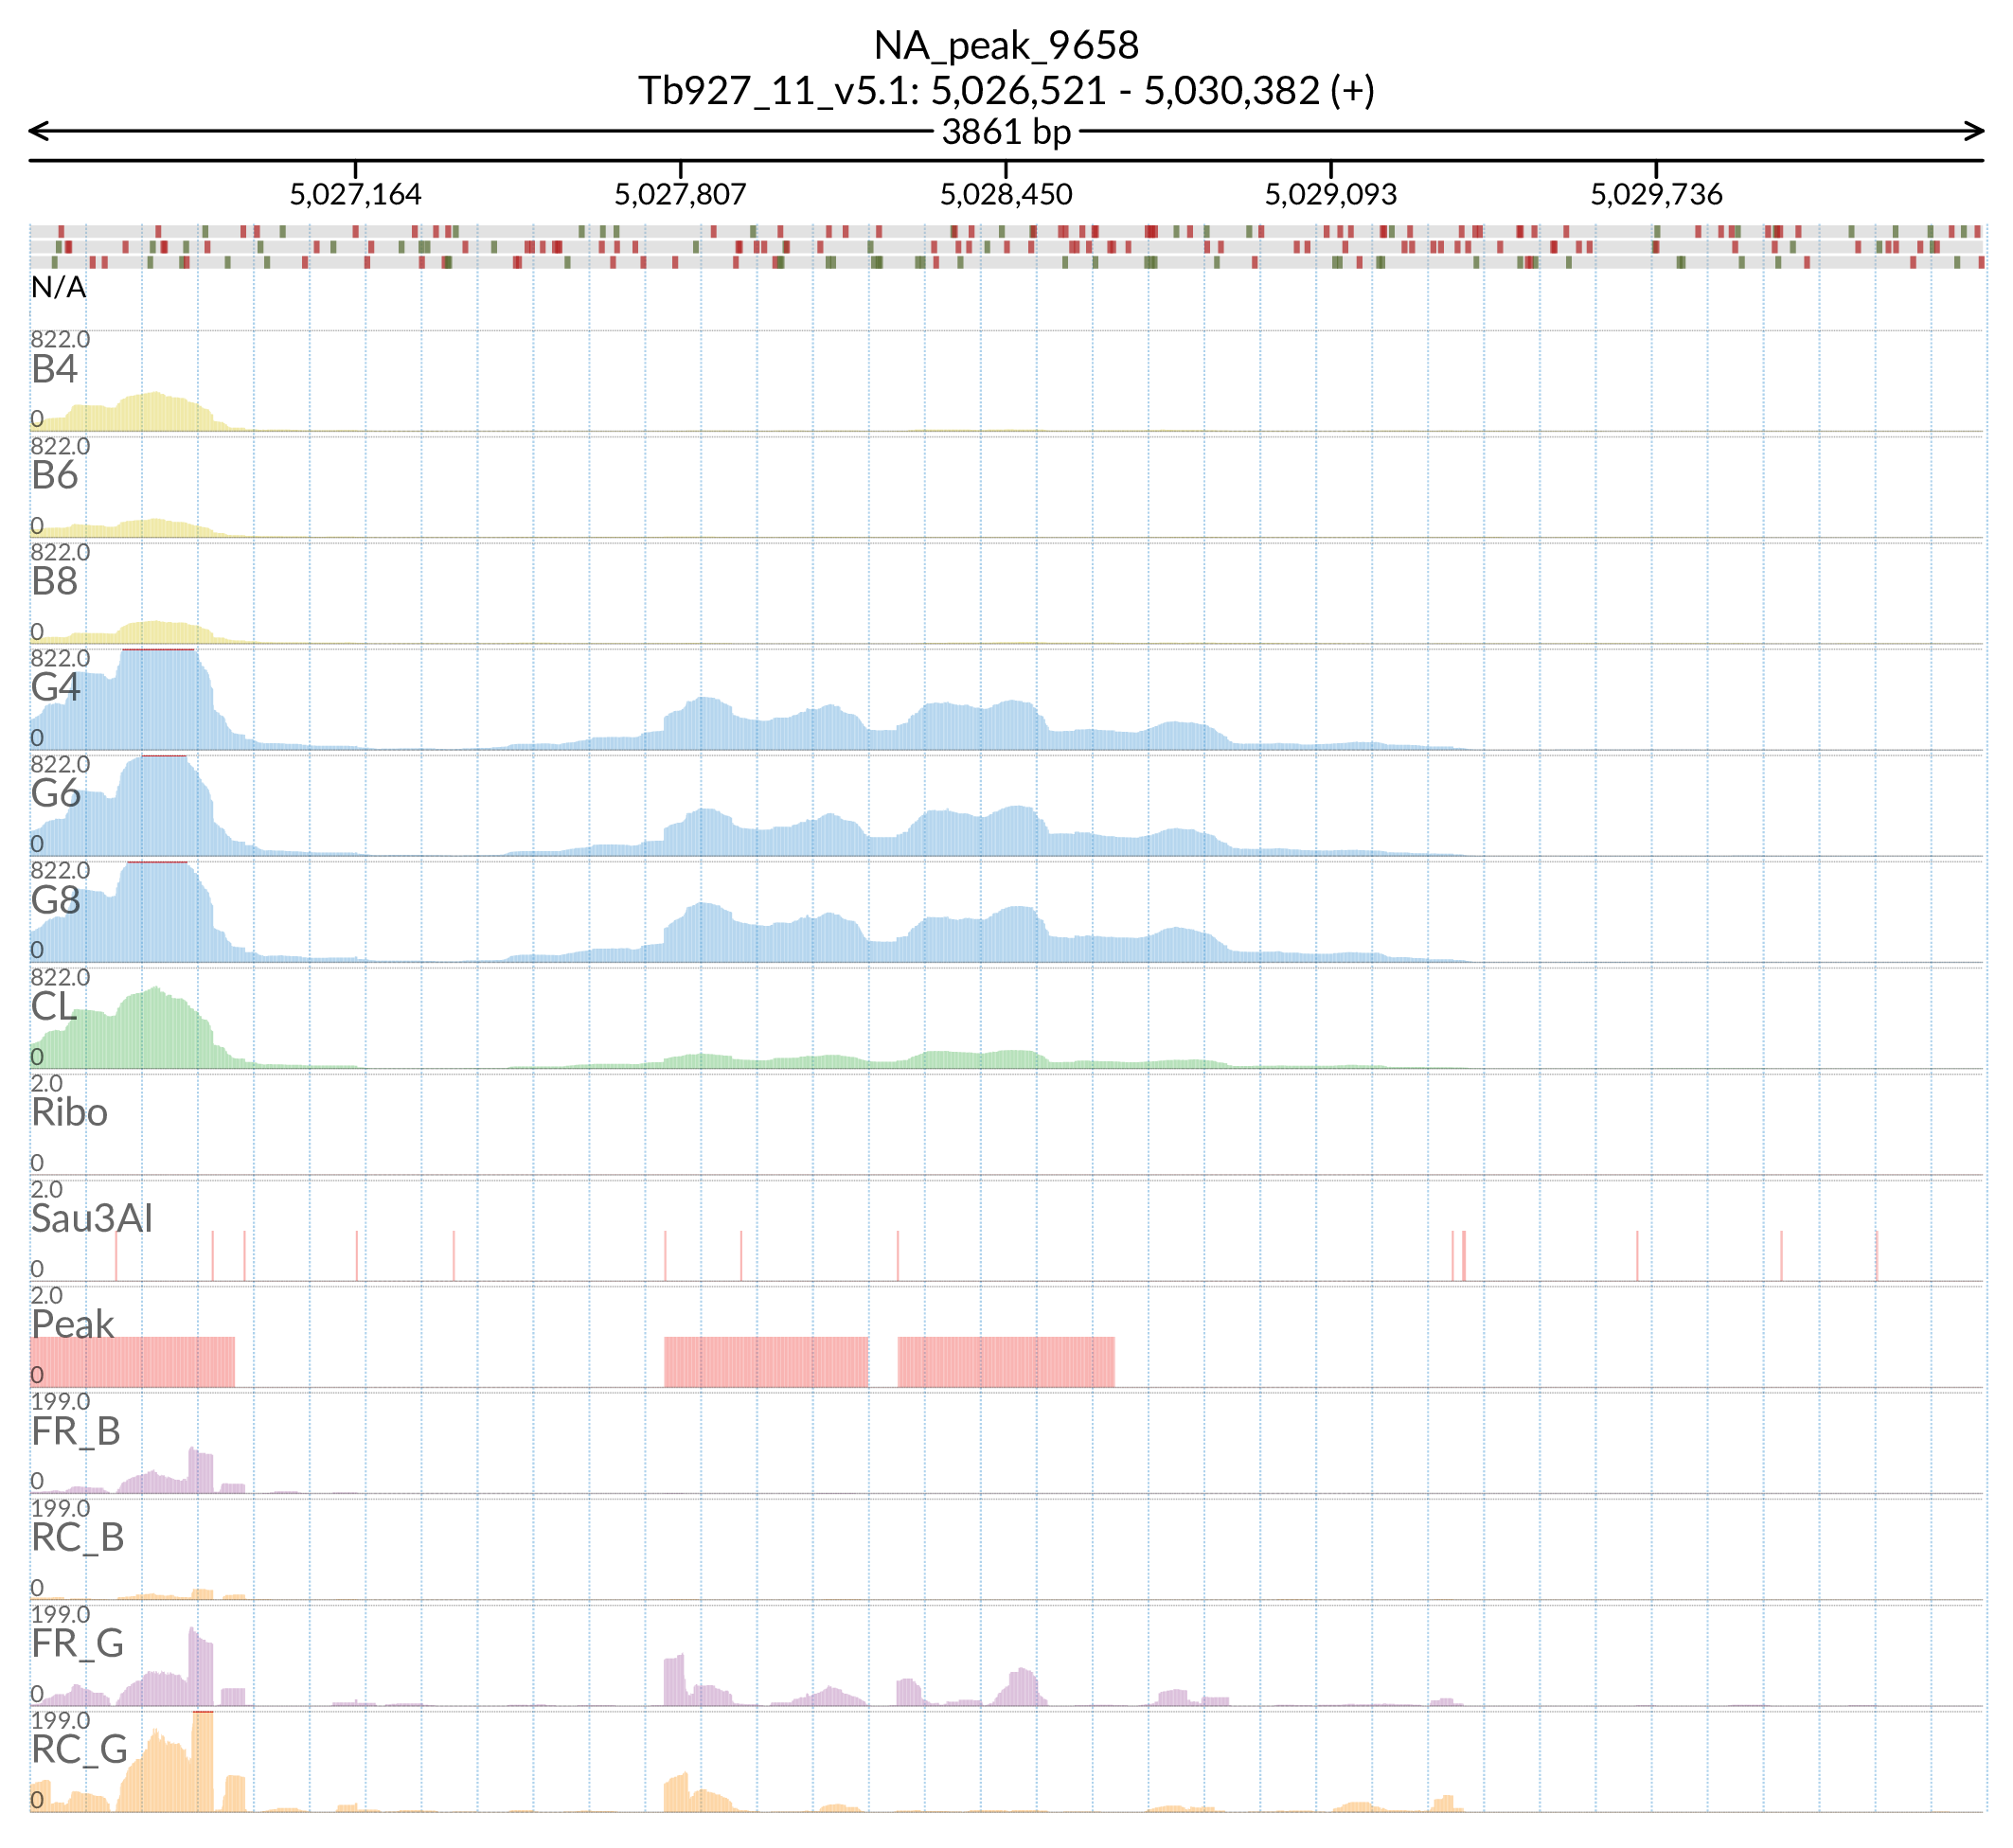 NA_peak_9658
Tb927_11_v5.1: 5,026,521 - 5,030,382 (+)
3861 bp
5,027,164 5,027,807 5,028,450 5,029,093 5,029,736
N/A
822.0
B4
0
822.0
B6
0
822.0
B8
0
822.0
G4
0
822.0
G6
0
822.0
G8
0
822.0
CL
0
2.0
Ribo
0
2.0
Sau3AI
0
2.0
Peak
0
199.0
FR_B
0
199.0
RC_B
0
199.0
FR_G
0
199.0
RC_G
0